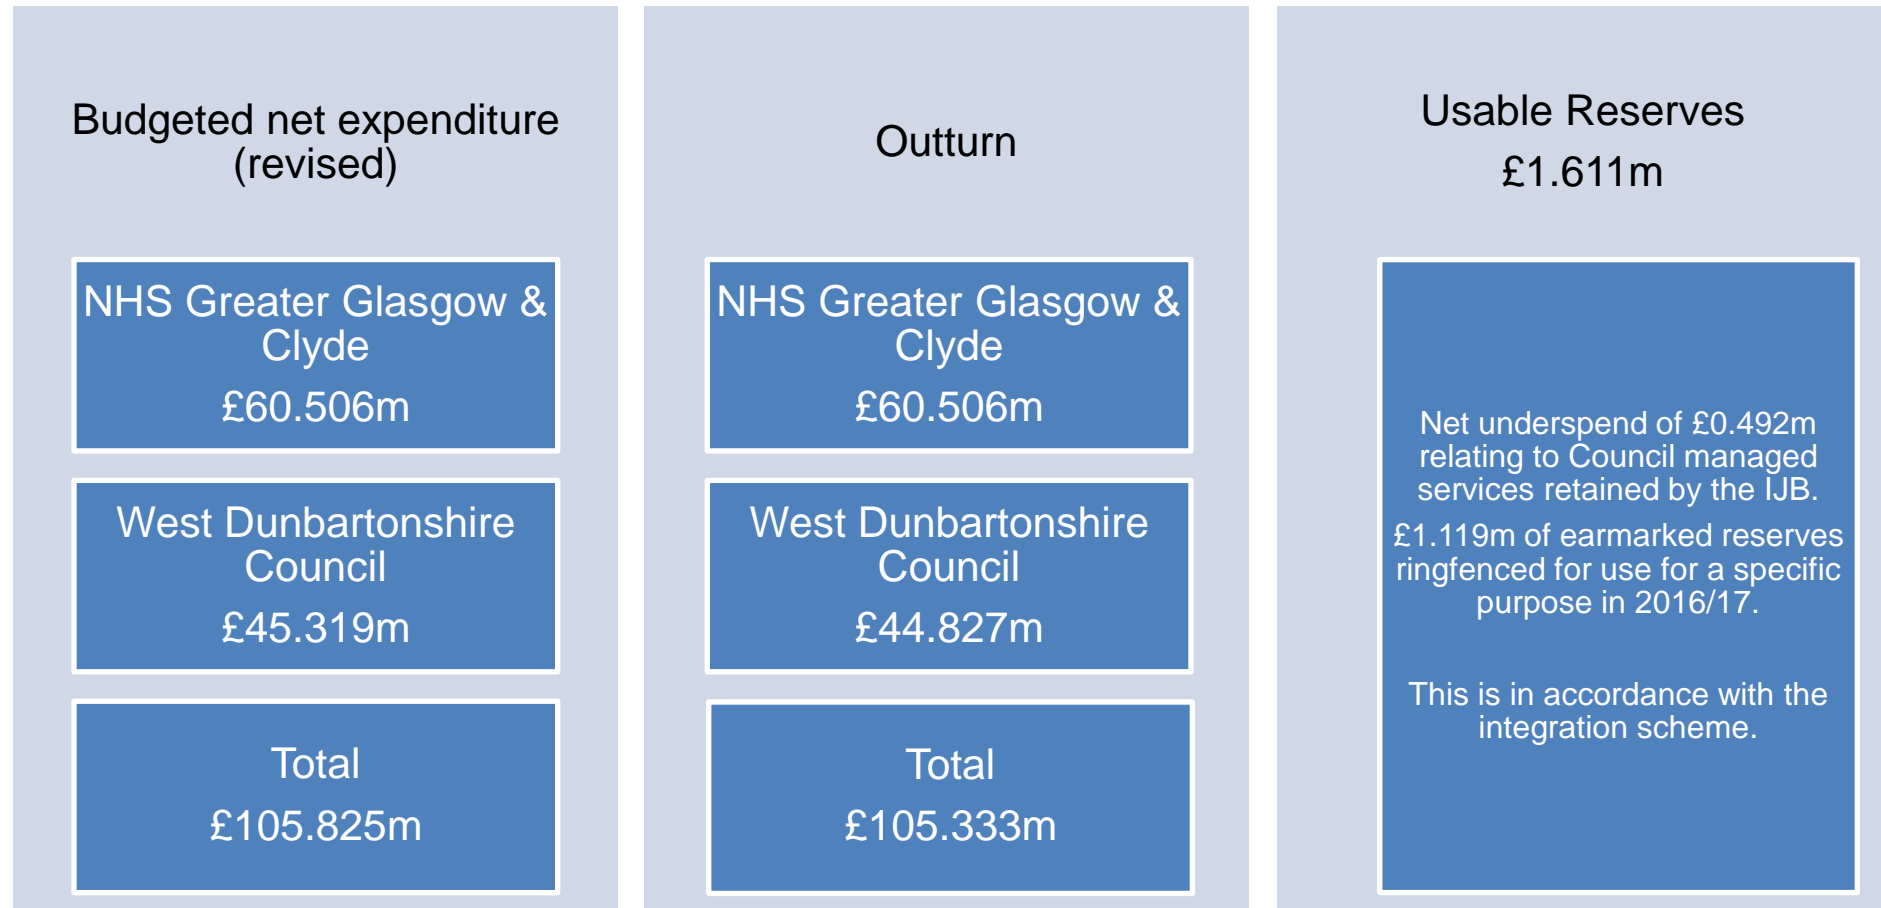 Budgeted net expenditure
(revised)
NHS Greater Glasgow &
Clyde
£60.506m
West Dunbartonshire
Council
£45.319m
Total
£105.825m
Outturn
NHS Greater Glasgow &
Clyde
£60.506m
West Dunbartonshire
Council
£44.827m
Total
£105.333m
Usable Reserves
£1.611m
Net underspend of £0.492m
relating to Council managed
services retained by the IJB.
£1.119m of earmarked reserves
ringfenced for use for a specific
purpose in 2016/17.
This is in accordance with the
integration scheme.